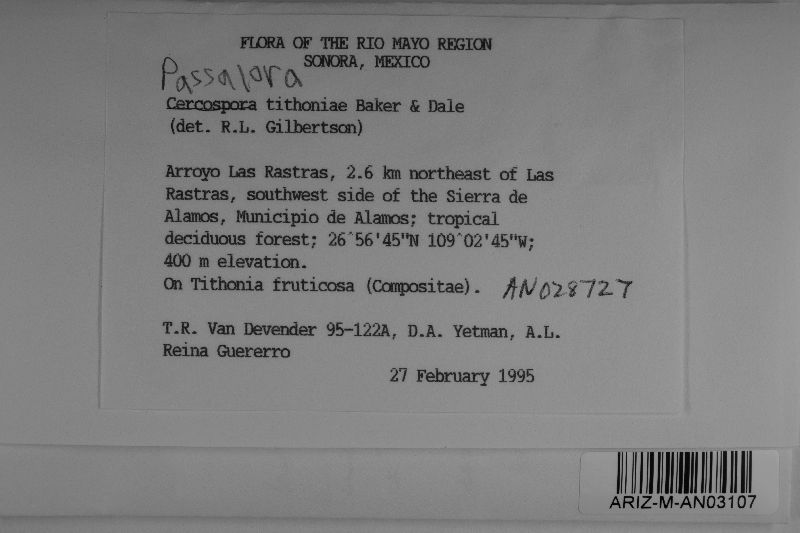 FLORA OF THE RIO MAYO REGION
SONORA, MEXICO
Passalora
Cercospora tithoniae Baker & Dale
(det. R.L. Gilbertson)
Arroyo Las Rastras, 2.6 km northeast of Las
Rastras, southwest side of the Sierra de
Alamos, Municipio de Alamos; tropical
deciduous forest; 26°56'45"N 109°02'45"W;
400 m elevation.
On Tithonia fruticosa (Compositae). AN028727
T.R. Van Devender 95-122A, D.A. Yetman, A.L.
Reina Guererro
27 February 1995
ARIZ-M-AN03107